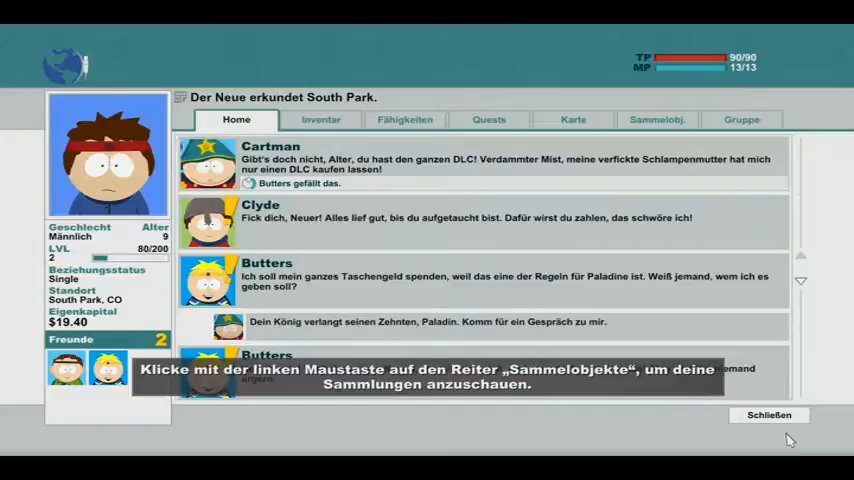 TP 90/90
MP 13/13
Der Neue erkundet South Park.
Home Inventar Fähigkeiten Quests Karte Sammelobj. Gruppe
Cartman
Gibt's doch nicht, Alter, du hast den ganzen DLC! Verdammter Mist, meine verfickte Schlampenmutter hat mich
nur einen DLC kaufen lassen!
Butters gefällt das.
Clyde
Fick dich, Neuer! Alles lief gut, bis du aufgetaucht bist. Dafür wirst du zahlen, das schwöre ich!
Butters
Ich soll mein ganzes Taschengeld spenden, weil das eine der Regeln für Paladine ist. Weiß jemand, wem ich es
geben soll?
Dein König verlangt seinen Zehnten, Paladin. Komm für ein Gespräch zu mir.
Butters
emand
Geschlecht Alter
Männlich 9
LVL 80/200
2
Beziehungsstatus
Single
Standort
South Park, CO
Eigenkapital
$19.40
Freunde 2
Klicke mit der linken Maustaste auf den Reiter „Sammelobjekte“, um deine
Sammlungen anzuschauen.
Schließen